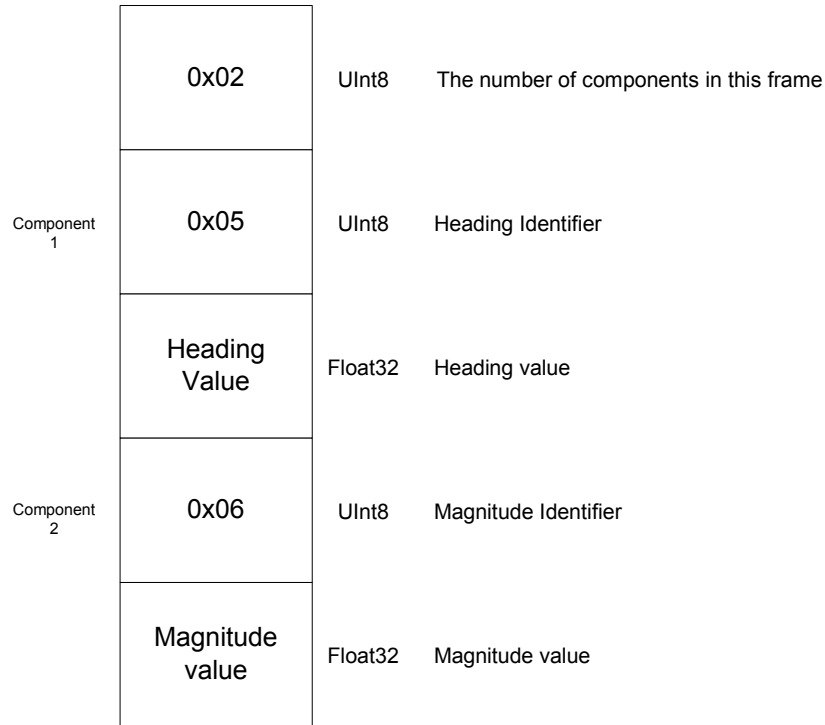 0x02 UInt8 The number of components in this frame
Component
1
0x05 UInt8 Heading Identifier
Heading
Value
Float32 Heading value
Component
2
0x06 UInt8 Magnitude Identifier
Magnitude
value
Float32 Magnitude value